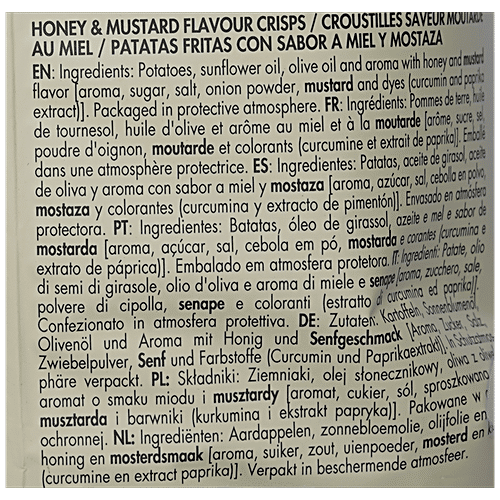 HONEY & MUSTARD FLAVOUR CRISPS / CROUSTILLES SAVEUR MOUTARDE
AU MIEL / PATATAS FRITAS CON SABOR A MIEL Y MOSTAZA
EN: Ingredients: Potatoes, sunflower oil, olive oil and aroma with honey and mustard
flavor [aroma, sugar, salt, onion powder, mustard and dyes (curcumin and paprika
extract)]. Packaged in protective atmosphere. FR: Ingrédients: Pommes de terre, huile
de tournesol, huile d'olive et arôme au miel et à la moutarde [arôme, sucre, sel,
poudre d'oignon, moutarde et colorants (curcumine et extrait de paprika)]. Emballé
dans une atmosphère protectrice. ES: Ingredientes: Patatas, aceite de girasol, aceite
de oliva y aroma con sabor a miel y mostaza [aroma, azúcar, sal, cebolla en polvo,
mostaza y colorantes (curcumina y extracto de pimentón)]. Envasado en atmósfera
protectora. PT: Ingredientes: Batatas, óleo de girassol, azeite e mel e sabor de
mostarda [aroma, açúcar, sal, cebola em pó, mostarda e corantes (curcumina e
extrato de páprica)]. Embalado em atmosfera protetora. IT: Ingredienti: Patate, olio
di semi di girasole, olio d'oliva e aroma di miele e senape [aroma, zucchero, sale,
polvere di cipolla, senape e coloranti (estratto di curcumina ed paprika)].
Confezionato in atmosfera protettiva. DE: Zutaten: Kartoffeln, Sonnenblumenöl,
Olivenöl und Aroma mit Honig und Senfgeschmack [Aroma, Zucker, Salz,
Zwiebelpulver, Senf und Farbstoffe (Curcumin und Paprikaextrakt)]. In Schutzatmos-
phäre verpackt. PL: Składniki: Ziemniaki, olej słonecznikowy, oliwa z oliwek
aromat o smaku miodu i musztardy [aromat, cukier, sól, sproszkowana
musztarda i barwniki (kurkumina i ekstrakt papryka)]. Pakowane w
ochronnej. NL: Ingrediënten: Aardappelen, zonnebloemolie, olijfolie en
honing en mosterdsmaak [aroma, suiker, zout, uienpoeder, mosterd en
(curcumine en extract paprika)]. Verpakt in beschermende atmosfeer.